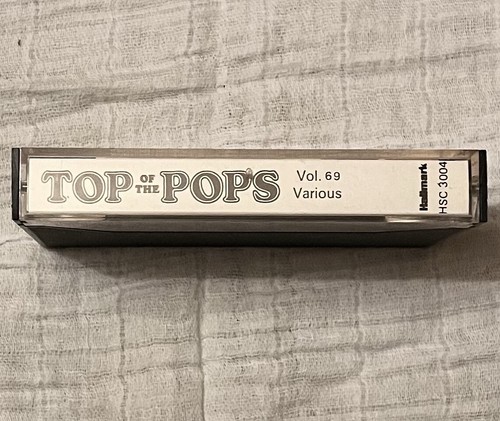 TOP OF THE POPS
Vol. 69
Various
Hallmark
HSC 3004